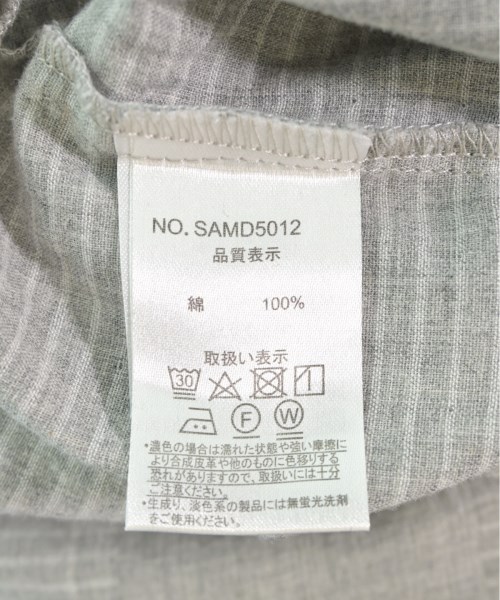 NO. SAMD5012
品質表示
綿 100%
取扱い表示
30
F W
・濃色の場合は濡れた状態や強い摩擦に
より合成皮革や他のものに色移りする
恐れがありますので、取扱いには十分
ご注意ください。
・生成り、淡色系の製品には無蛍光洗剤
をご使用ください。